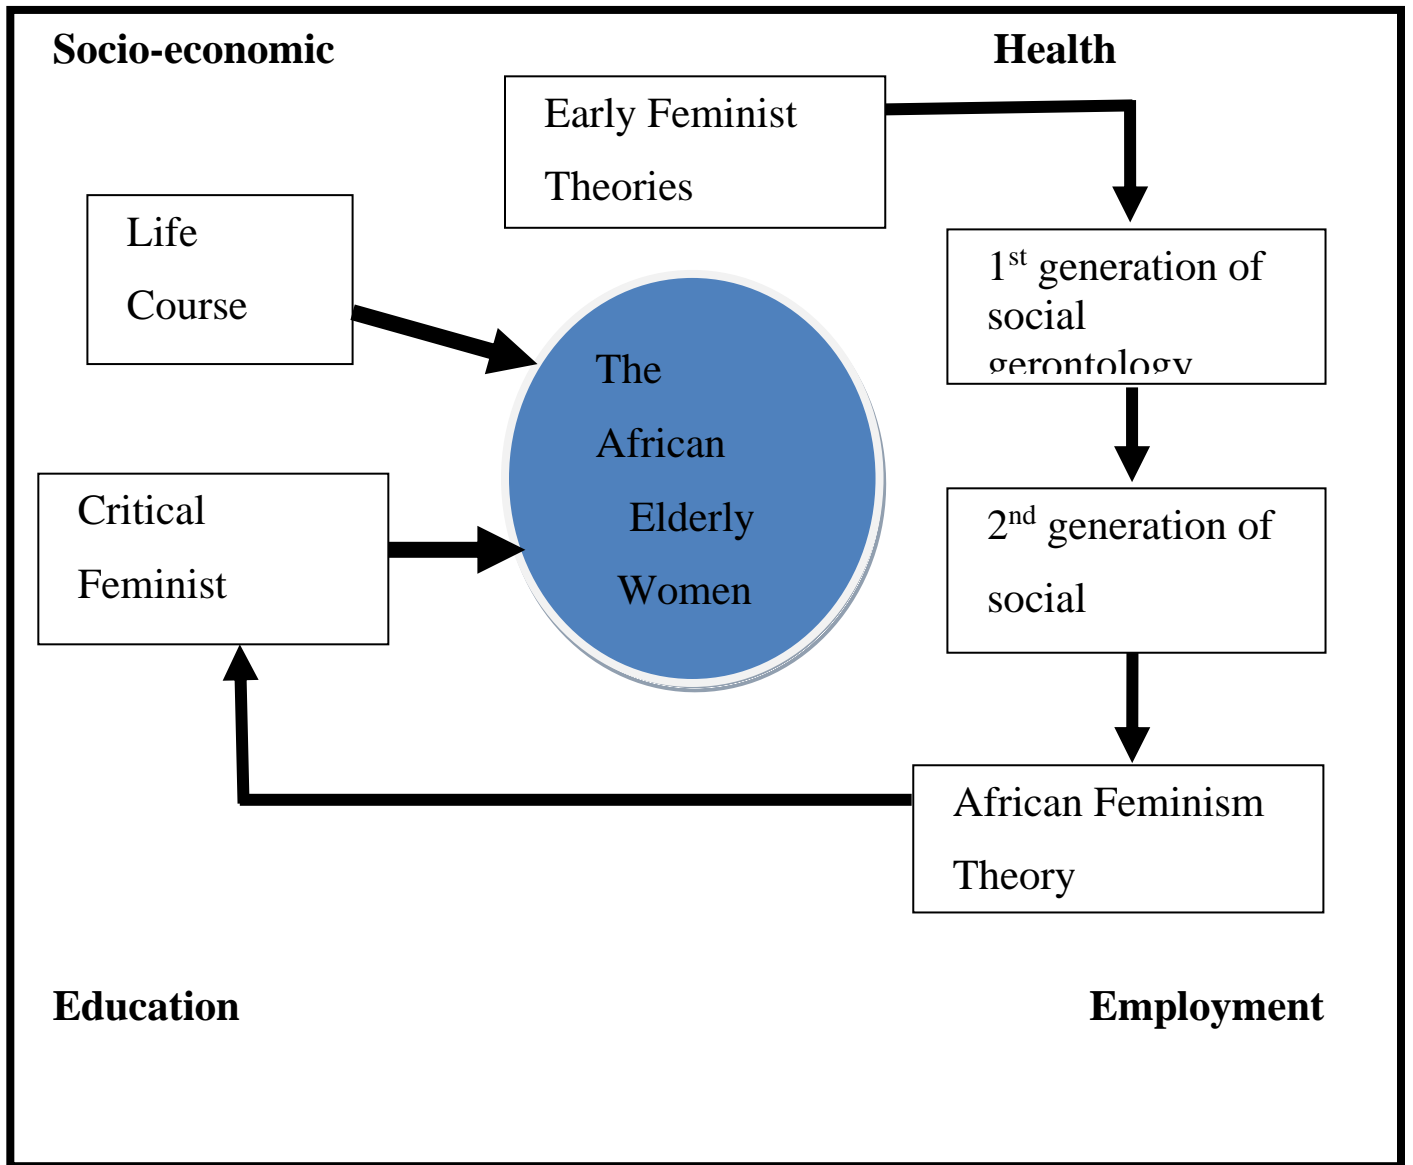 Socio-economic
Health
Early Feminist
Theories
Life
Course
1st generation of
social
gerontology
The
African
Elderly
Women
Critical
Feminist
2nd generation of
social
African Feminism
Theory
Education
Employment